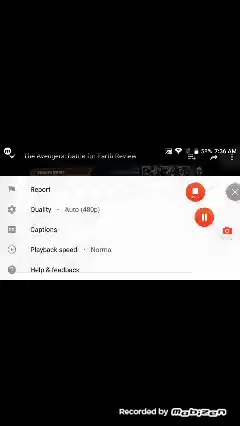 58% 7:36 AM
The Avengers: Battle for Earth Review
Report
Quality · Auto (480p)
Captions
Playback speed · Normal
Help & feedback
Recorded by Mobizen